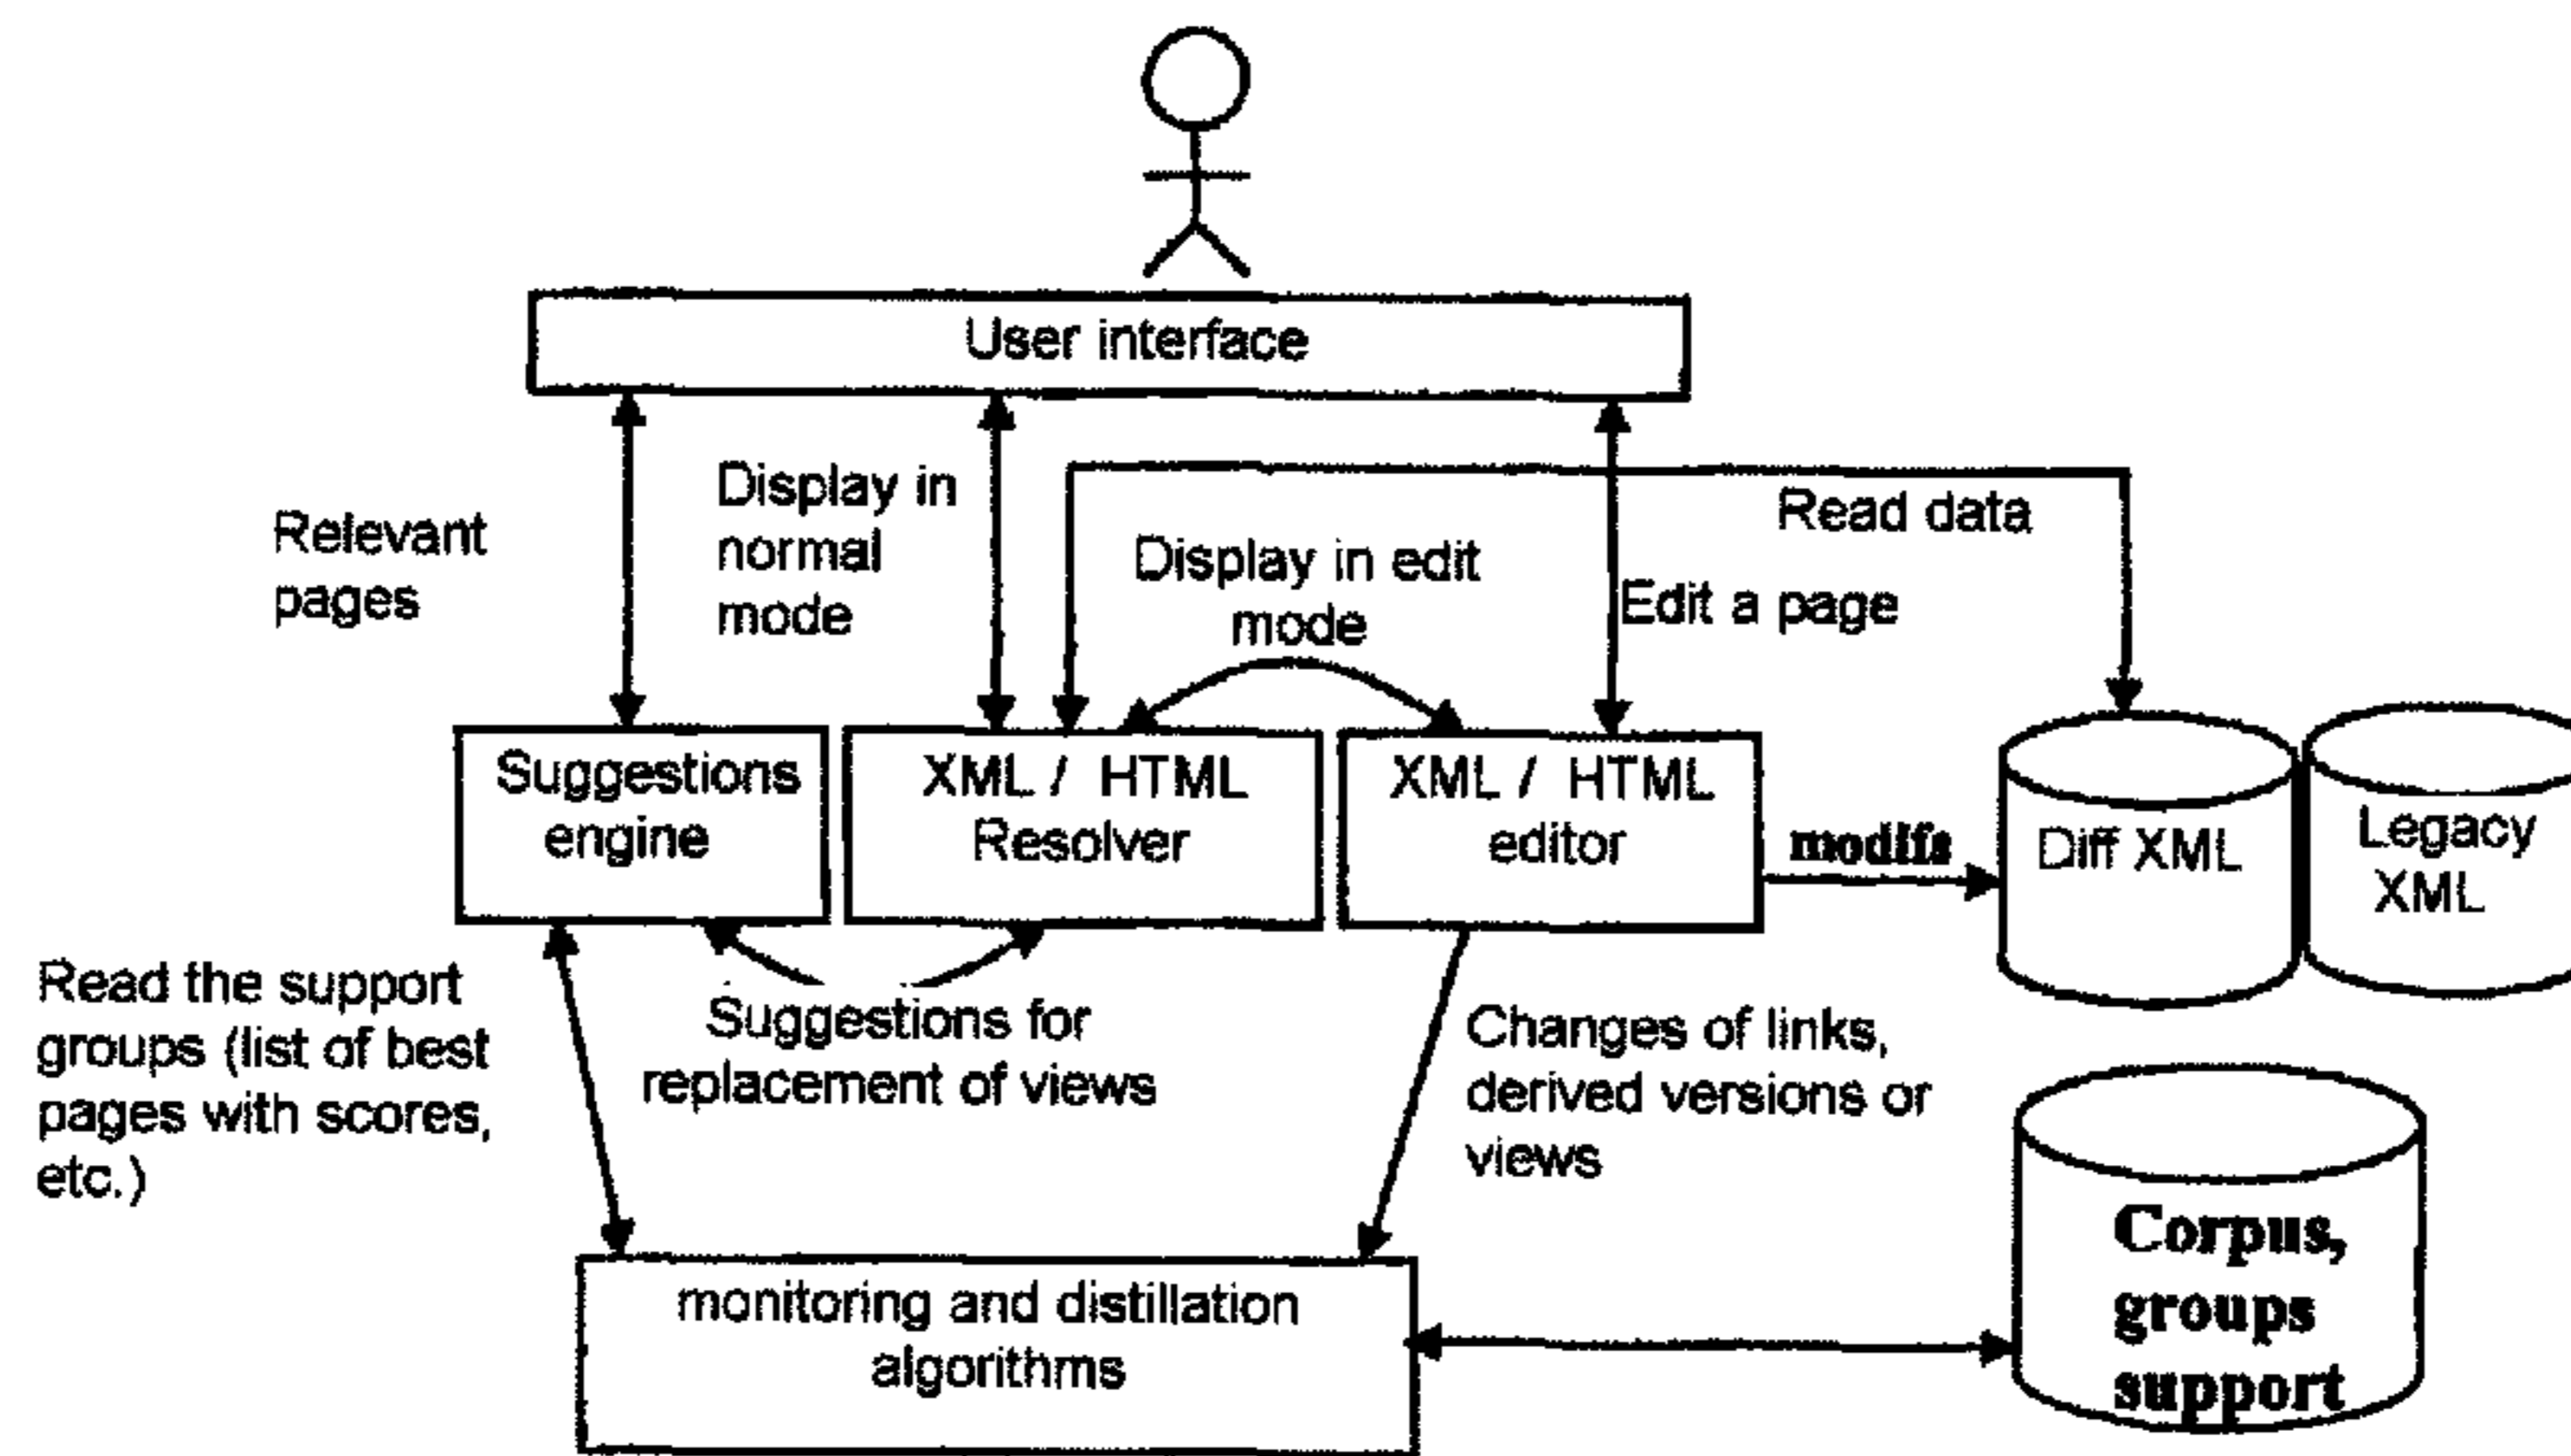 User interface
Relevant
pages
Display in
normal
mode
Display in edit
mode
Read data
Edit a page
Suggestions
engine
XML / HTML
Resolver
XML / HTML
editor
modifs
Diff XML
Legacy
XML
Read the support
groups (list of best
pages with scores,
etc.)
Suggestions for
replacement of views
Changes of links,
derived versions or
views
monitoring and distillation
algorithms
Corpus,
groups
support